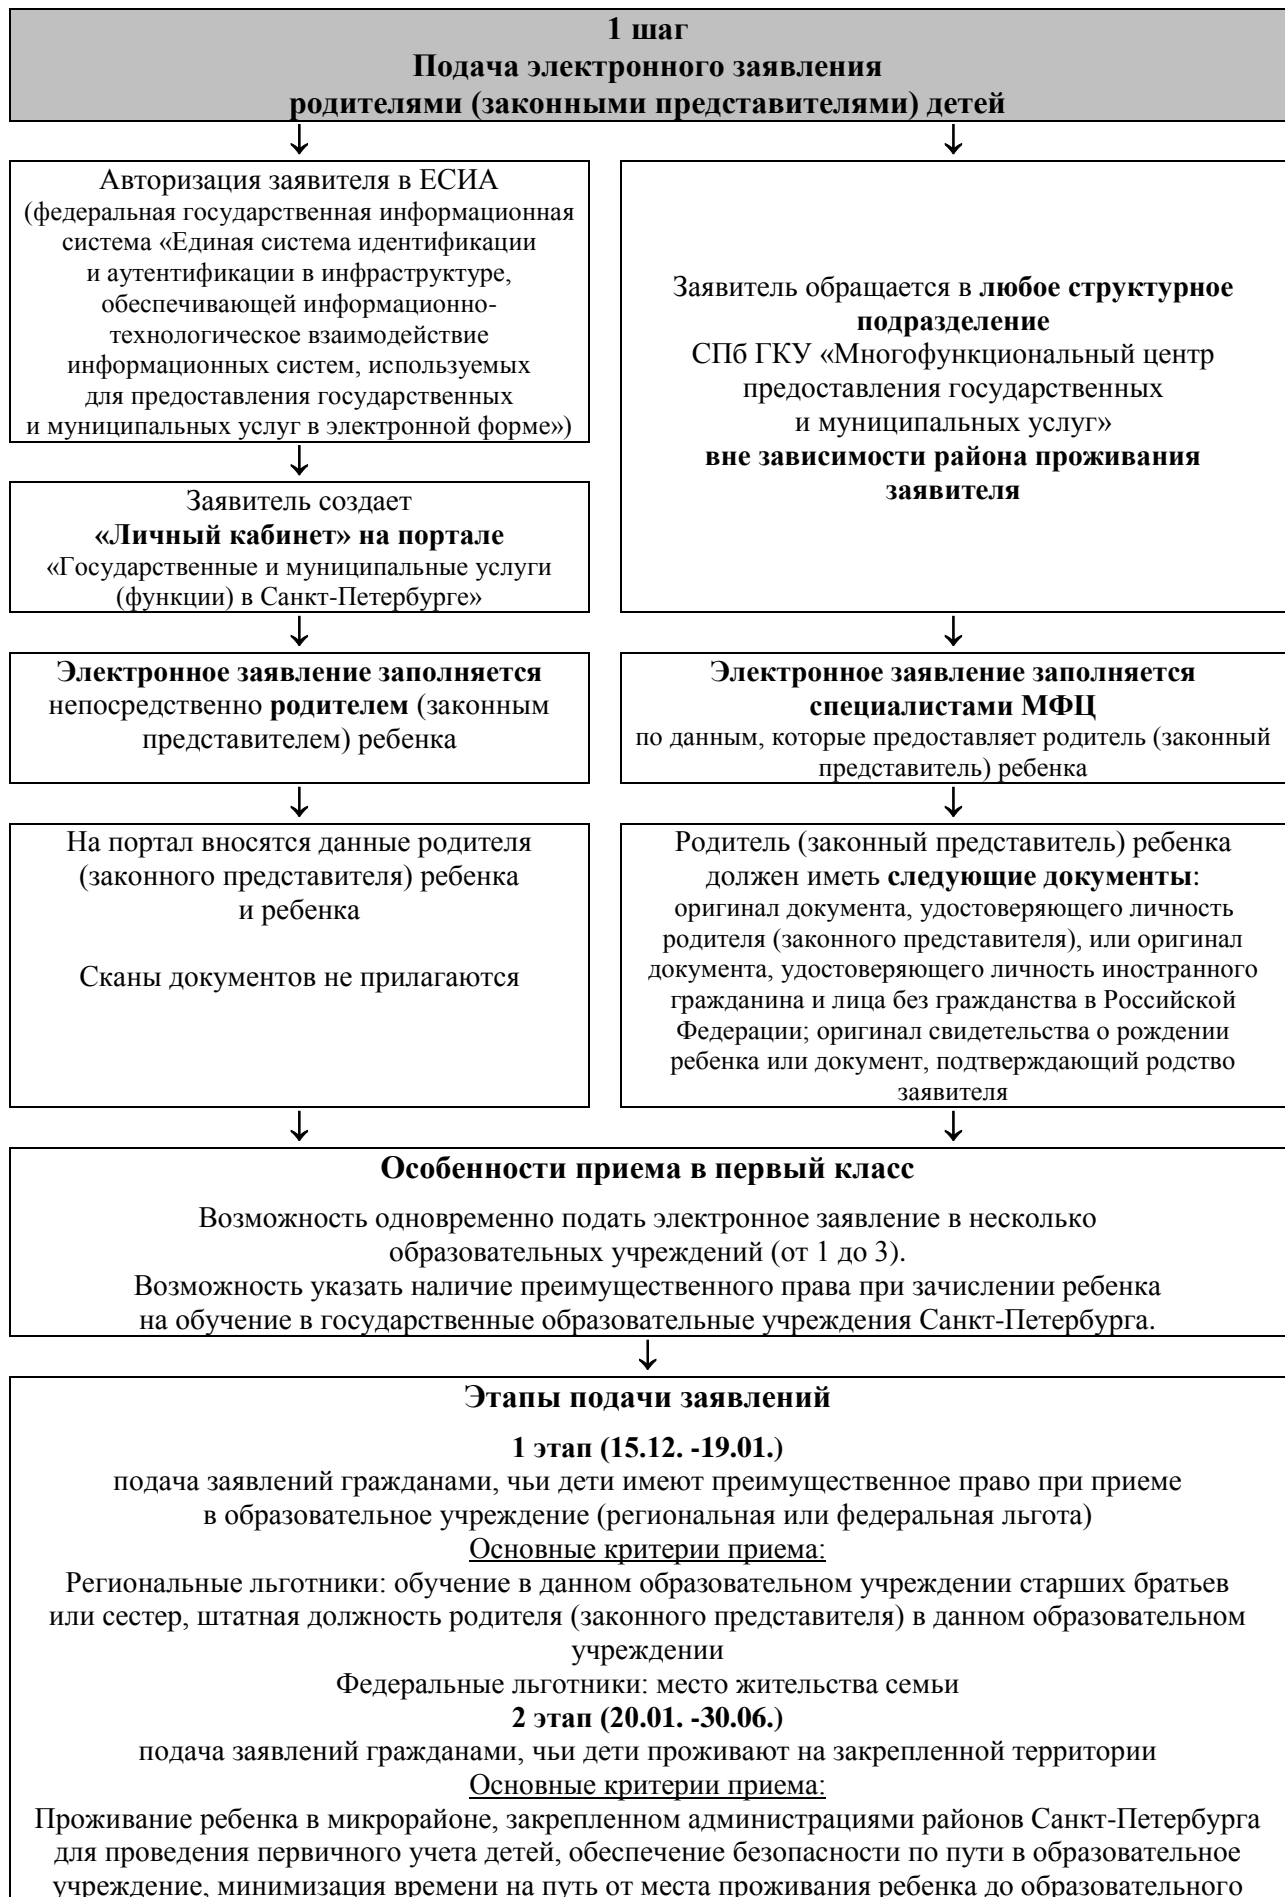 1 шаг
Подача электронного заявления
родителями (законными представителями) детей
↓
↓
Авторизация заявителя в ЕСИА
(федеральная государственная информационная
система «Единая система идентификации
и аутентификации в инфраструктуре,
обеспечивающей информационно-
технологическое взаимодействие
информационных систем, используемых
для предоставления государственных
и муниципальных услуг в электронной форме»)
↓
Заявитель создает
«Личный кабинет» на портале
«Государственные и муниципальные услуги
(функции) в Санкт-Петербурге»
Заявитель обращается в любое структурное
подразделение
СПб ГКУ «Многофункциональный центр
предоставления государственных
и муниципальных услуг»
вне зависимости района проживания
заявителя
↓
↓
Электронное заявление заполняется
непосредственно родителем (законным
представителем) ребенка
Электронное заявление заполняется
специалистами МФЦ
по данным, которые предоставляет родитель (законный
представитель) ребенка
↓
↓
На портал вносятся данные родителя
(законного представителя) ребенка
и ребенка
Сканы документов не прилагаются
Родитель (законный представитель) ребенка
должен иметь следующие документы:
оригинал документа, удостоверяющего личность
родителя (законного представителя), или оригинал
документа, удостоверяющего личность иностранного
гражданина и лица без гражданства в Российской
Федерации; оригинал свидетельства о рождении
ребенка или документ, подтверждающий родство
заявителя
↓
↓
Особенности приема в первый класс
Возможность одновременно подать электронное заявление в несколько
образовательных учреждений (от 1 до 3).
Возможность указать наличие преимущественного права при зачислении ребенка
на обучение в государственные образовательные учреждения Санкт-Петербурга.
↓
Этапы подачи заявлений
1 этап (15.12. -19.01.)
подача заявлений гражданами, чьи дети имеют преимущественное право при приеме
в образовательное учреждение (региональная или федеральная льгота)
Основные критерии приема:
Региональные льготники: обучение в данном образовательном учреждении старших братьев
или сестер, штатная должность родителя (законного представителя) в данном образовательном
учреждении
Федеральные льготники: место жительства семьи
2 этап (20.01. -30.06.)
подача заявлений гражданами, чьи дети проживают на закрепленной территории
Основные критерии приема:
Проживание ребенка в микрорайоне, закрепленном администрациями районов Санкт-Петербурга
для проведения первичного учета детей, обеспечение безопасности по пути в образовательное
учреждение, минимизация времени на путь от места проживания ребенка до образовательного